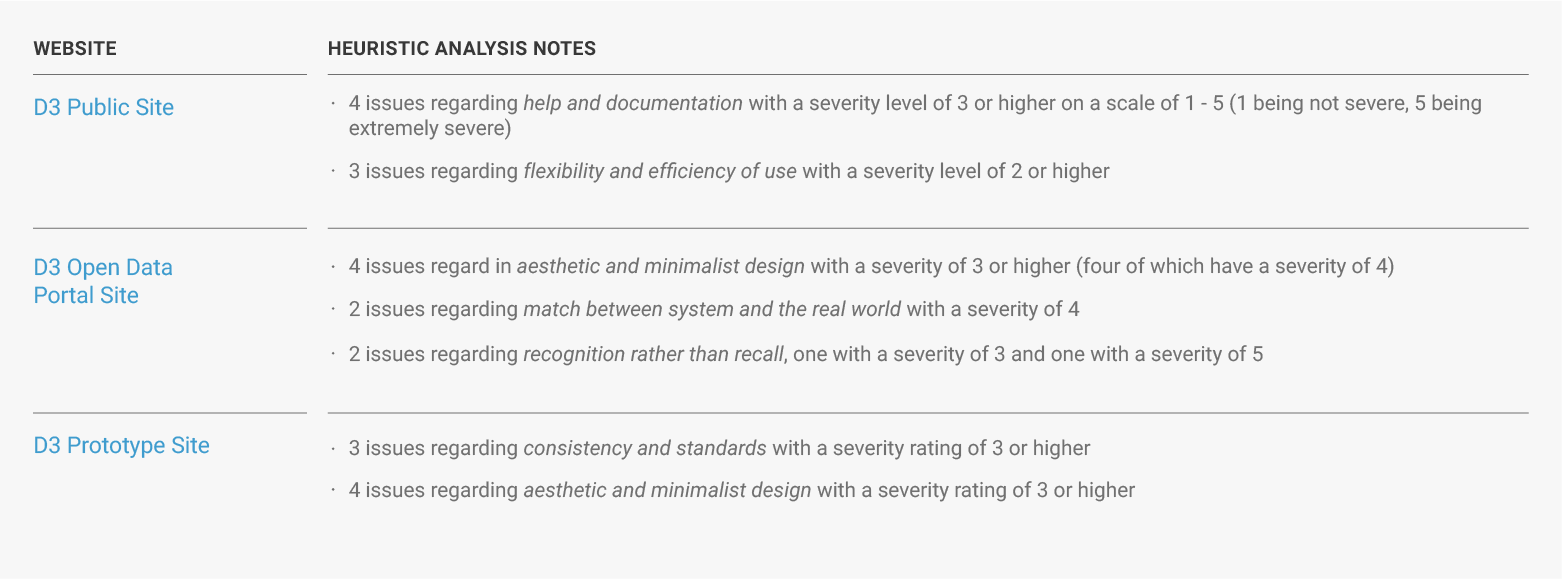 WEBSITE
HEURISTIC ANALYSIS NOTES
D3 Public Site
· 4 issues regarding help and documentation with a severity level of 3 or higher on a scale of 1 - 5 (1 being not severe, 5 being
extremely severe)
· 3 issues regarding flexibility and efficiency of use with a severity level of 2 or higher
D3 Open Data
Portal Site
· 4 issues regard in aesthetic and minimalist design with a severity of 3 or higher (four of which have a severity of 4)
· 2 issues regarding match between system and the real world with a severity of 4
· 2 issues regarding recognition rather than recall, one with a severity of 3 and one with a severity of 5
D3 Prototype Site
· 3 issues regarding consistency and standards with a severity rating of 3 or higher
· 4 issues regarding aesthetic and minimalist design with a severity rating of 3 or higher